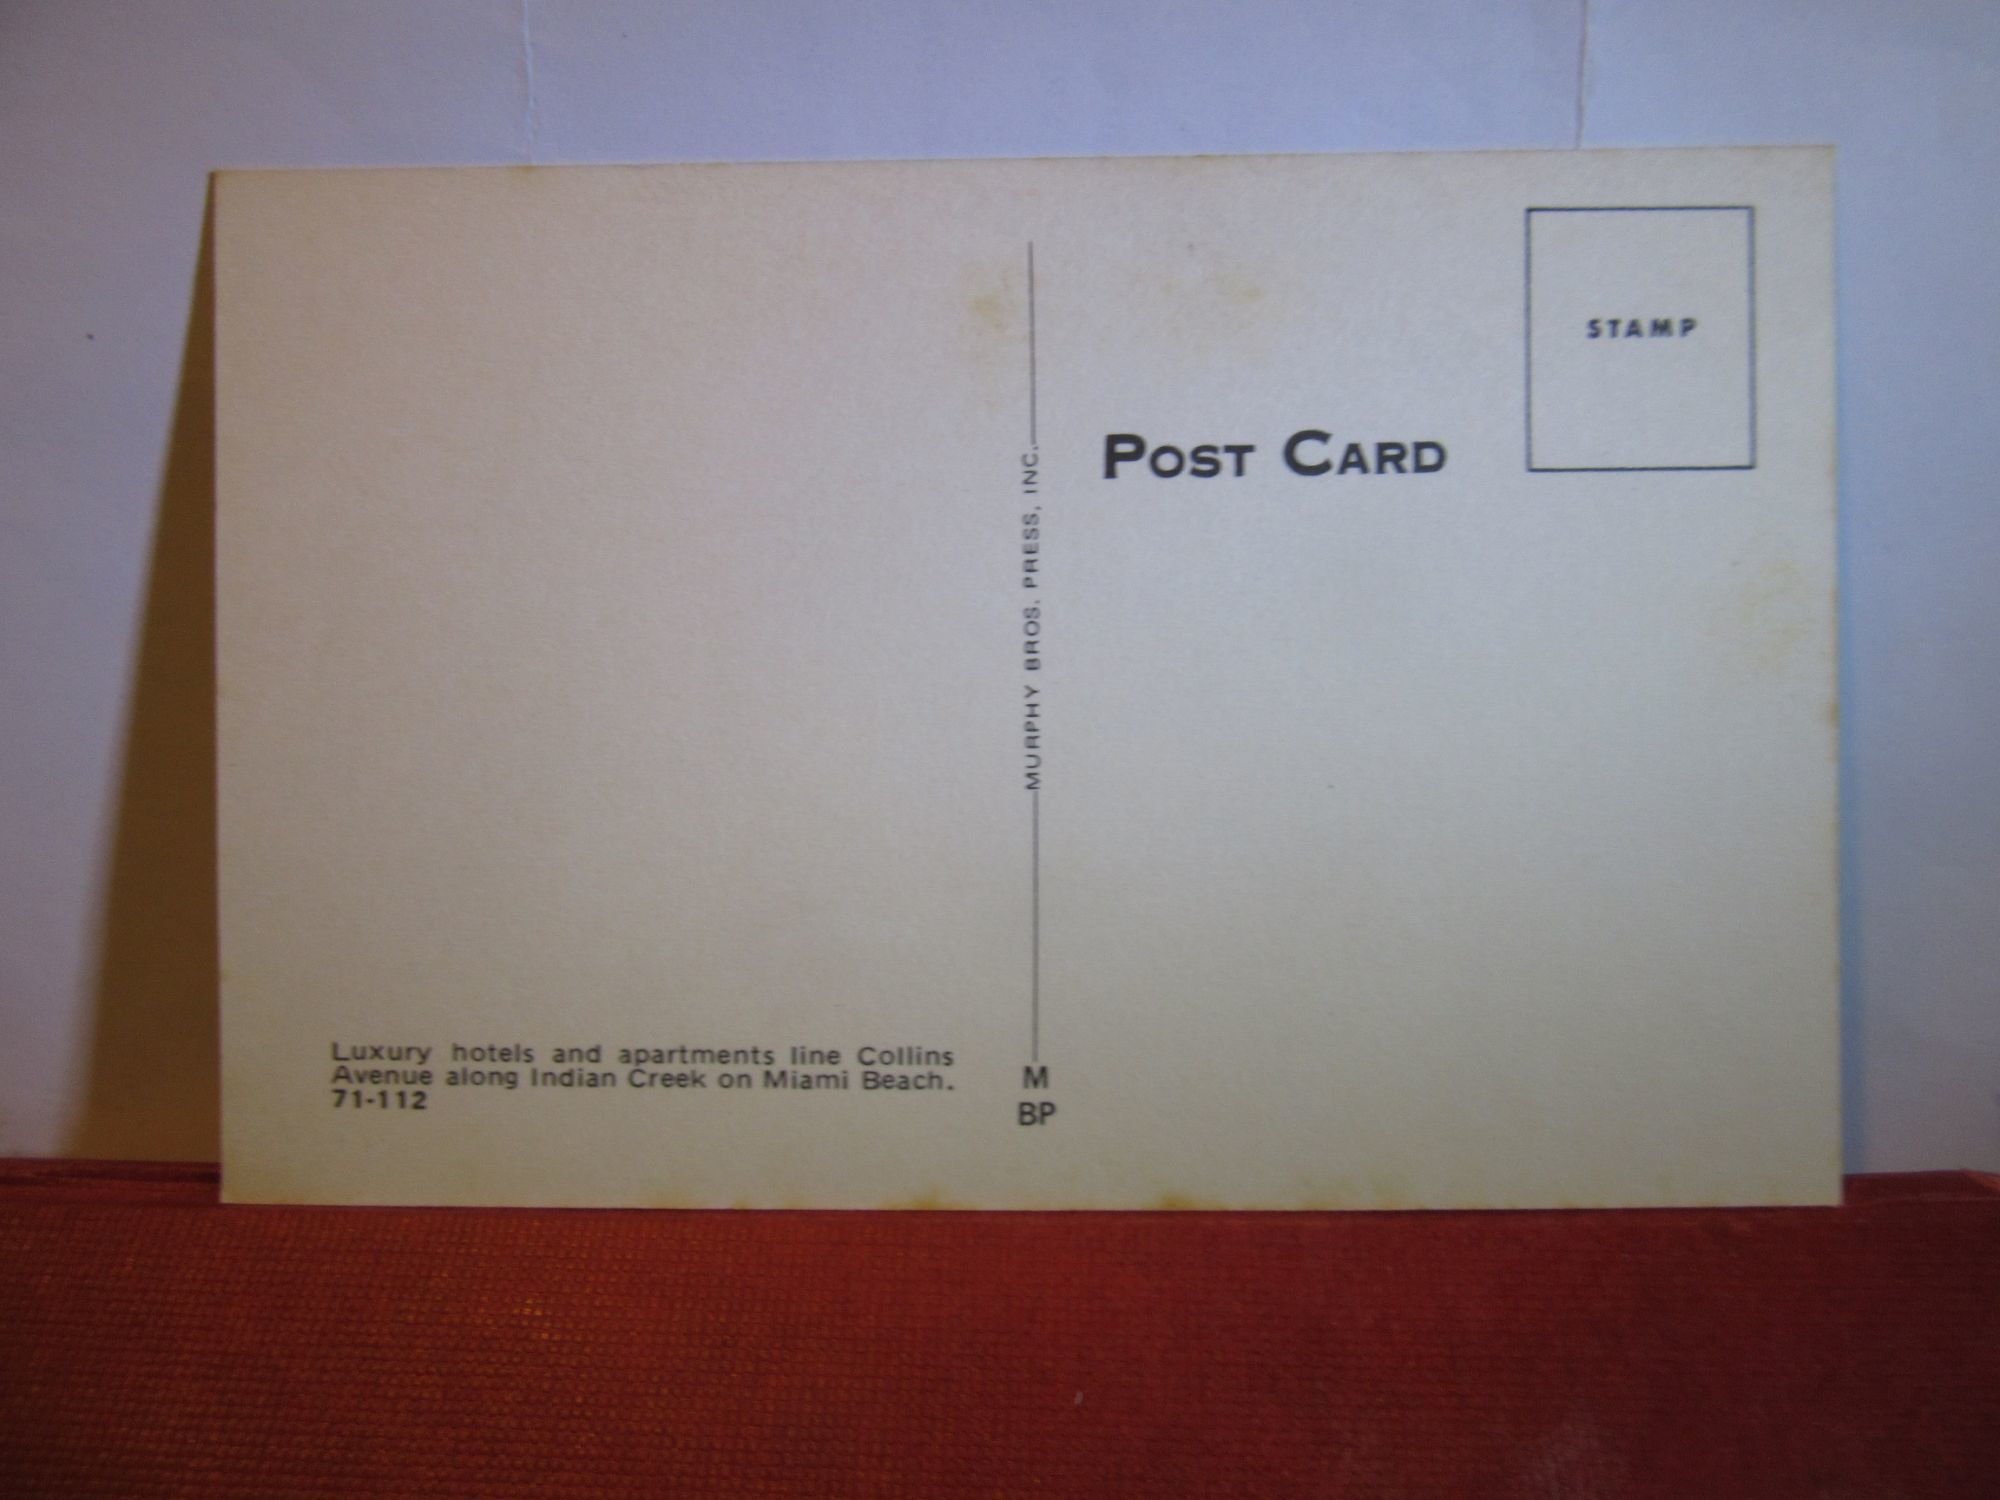 STAMP
POST CARD
MURPHY BROS. PRESS, INC.
Luxury hotels and apartments line Collins
Avenue along Indian Creek on Miami Beach.
71-112
M
BP